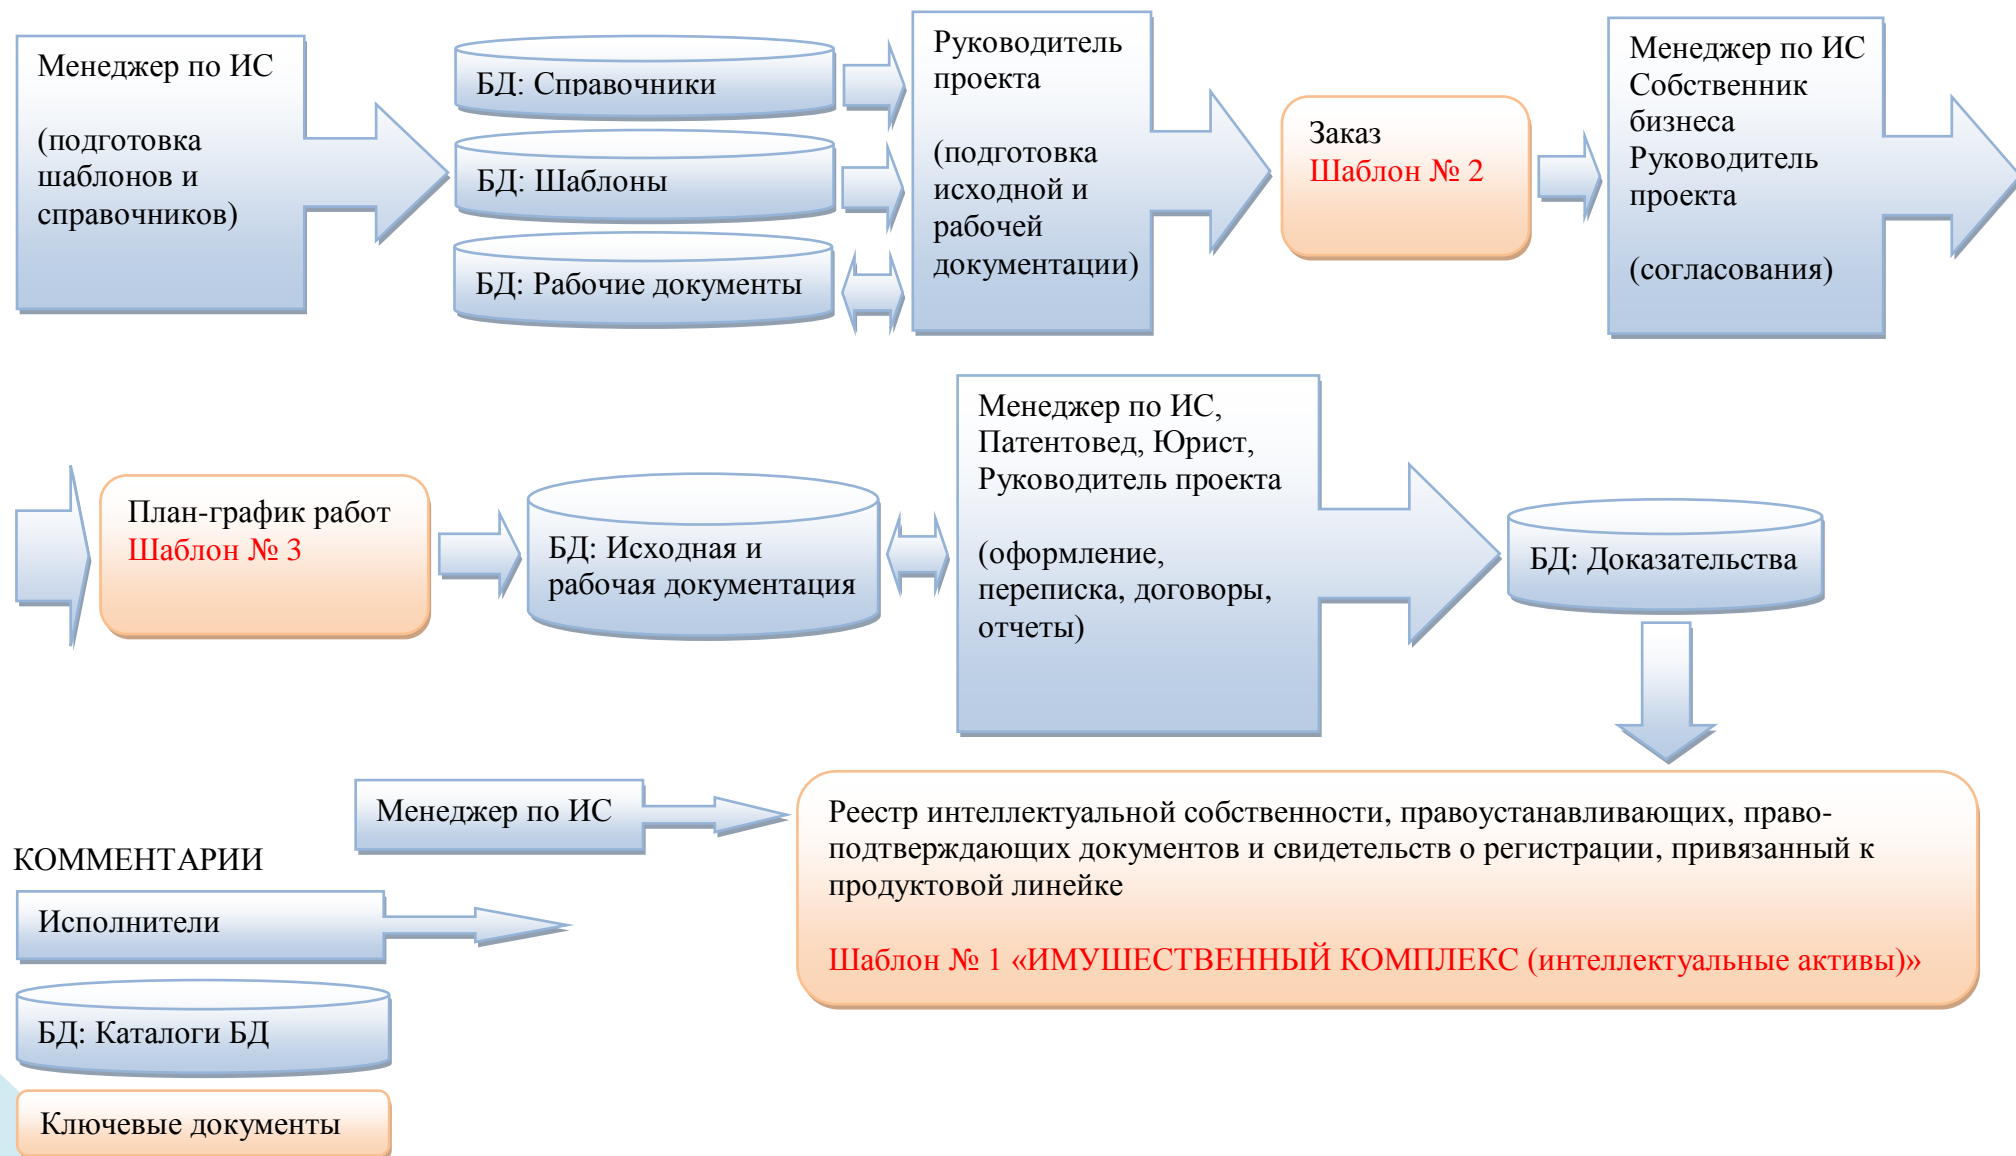 Менеджер по ИС
(подготовка
шаблонов и
справочников)
БД: Справочники
БД: Шаблоны
БД: Рабочие документы
Руководитель
проекта
(подготовка
исходной и
рабочей
документации)
Заказ
Шаблон № 2
Менеджер по ИС
Собственник
бизнеса
Руководитель
проекта
(согласования)
План-график работ
Шаблон № 3
БД: Исходная и
рабочая документация
Менеджер по ИС,
Патентовед, Юрист,
Руководитель проекта
(оформление,
переписка, договоры,
отчеты)
БД: Доказательства
Менеджер по ИС
Реестр интеллектуальной собственности, правоустанавливающих, право-
подтверждающих документов и свидетельств о регистрации, привязанный к
продуктовой линейке
Шаблон № 1 «ИМУШЕСТВЕННЫЙ КОМПЛЕКС (интеллектуальные активы)»
КОММЕНТАРИИ
Исполнители
БД: Каталоги БД
Ключевые документы